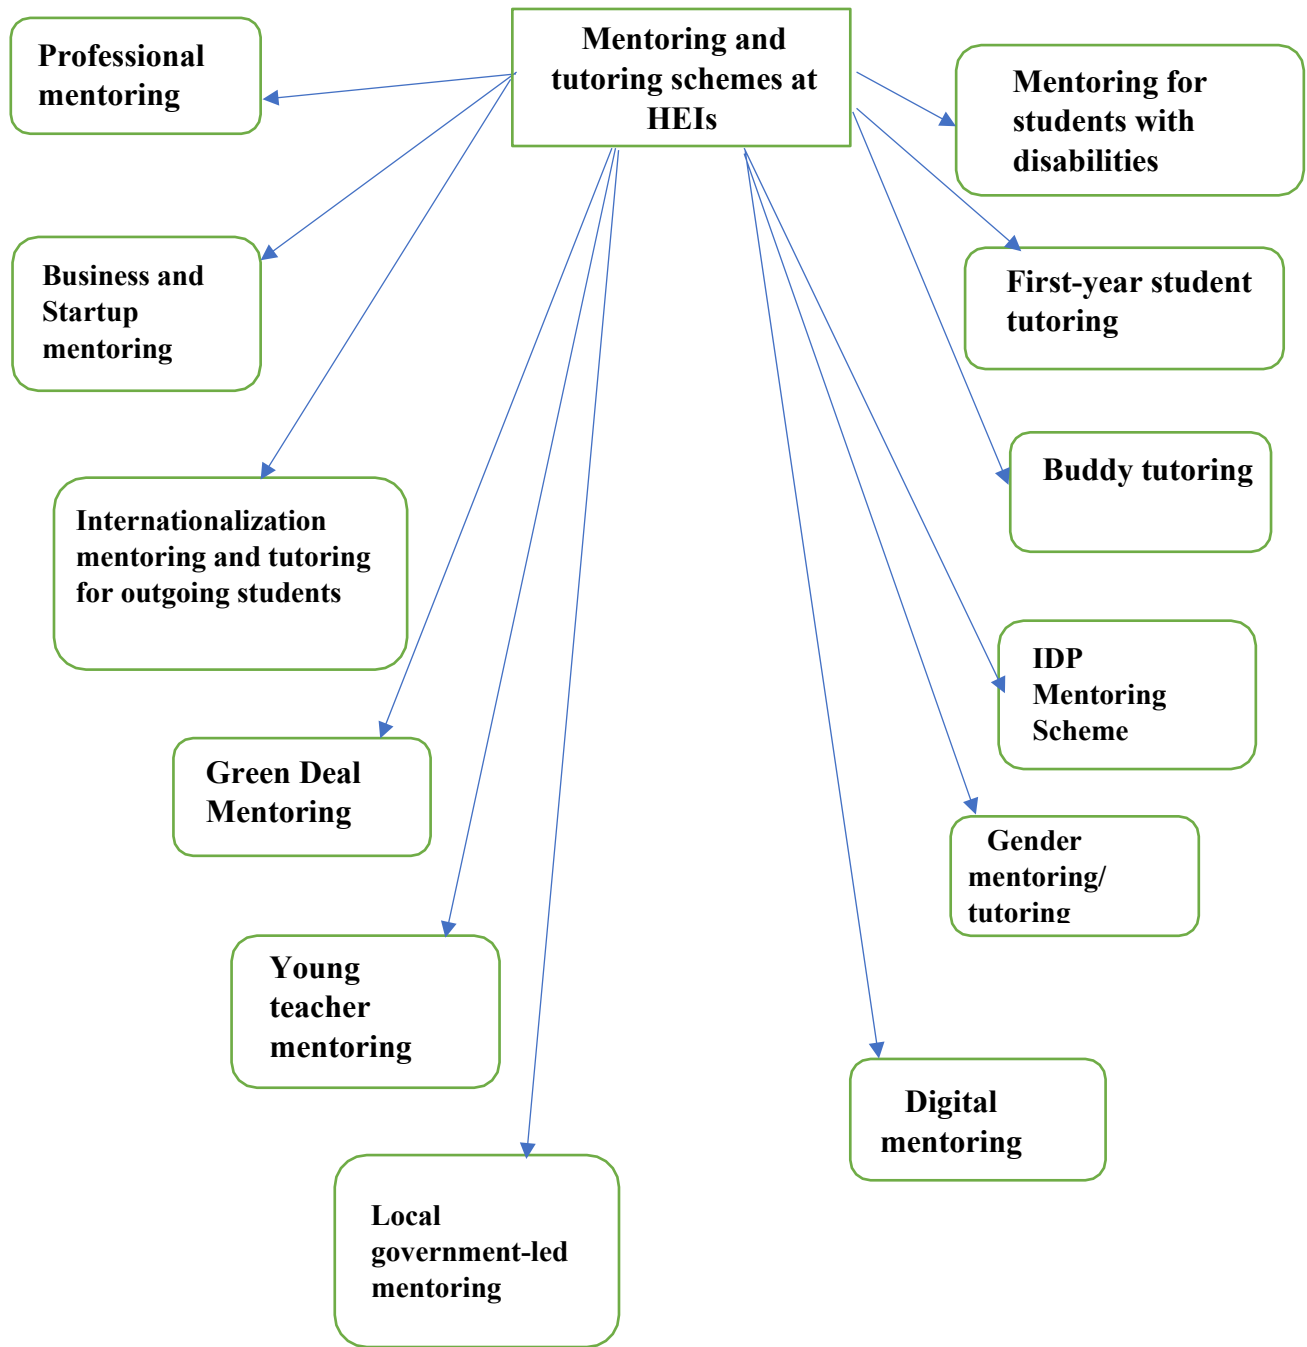 Mentoring and
tutoring schemes at
HEIs
Professional
mentoring
Business and
Startup
mentoring
Internationalization
mentoring and tutoring
for outgoing students
Green Deal
Mentoring
Young
teacher
mentoring
Local
government-led
mentoring
Mentoring for
students with
disabilities
First-year student
tutoring
Buddy tutoring
IDP
Mentoring
Scheme
Gender
mentoring/
tutoring
Digital
mentoring